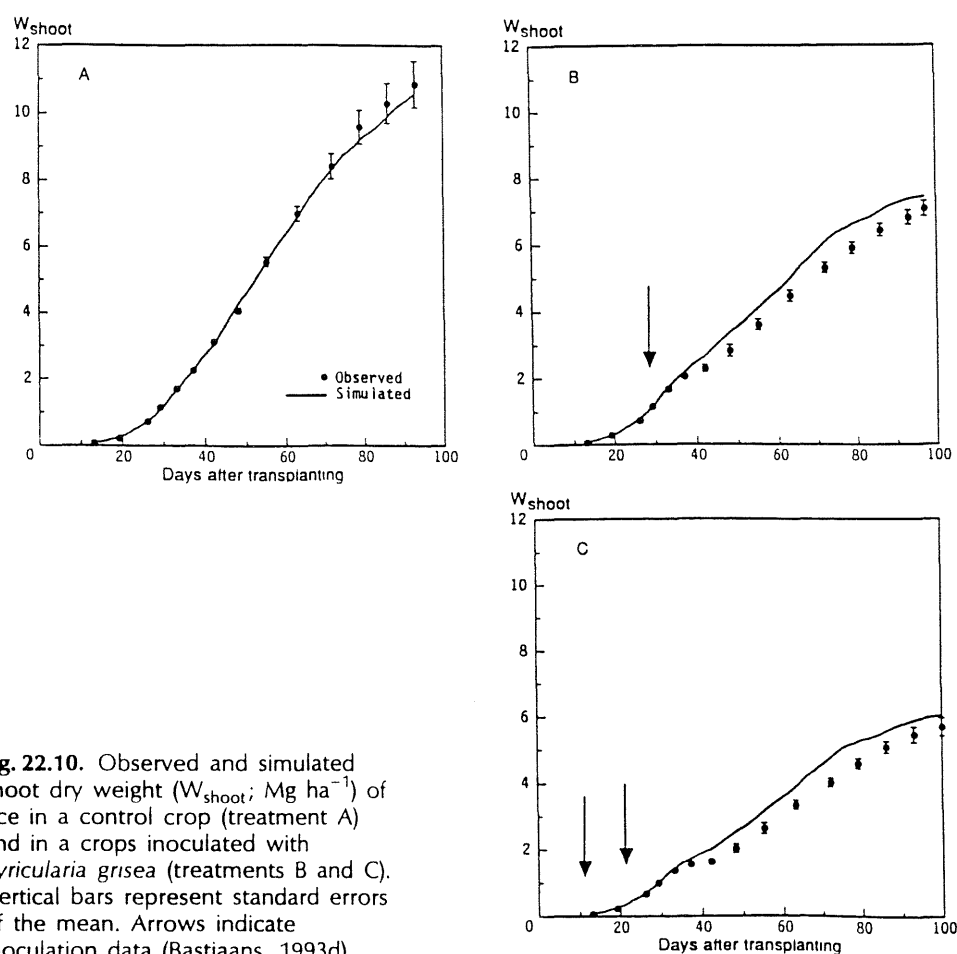 Wshoot
12
10
8
6
4
2
0
A
• Observed
— Simulated
20 40 60 80 100
Days after transplanting
Wshoot
12
10
8
6
4
2
0
B
20 40 60 80 100
Wshoot
12
10
8
6
4
2
0
C
20 40 60 80 100
Days after transplanting
g. 22.10. Observed and simulated
hoot dry weight (Wshoot; Mg ha⁻¹) of
ce in a control crop (treatment A)
nd in a crops inoculated with
yricularia grisea (treatments B and C).
ertical bars represent standard errors
f the mean. Arrows indicate
oculation data (Bastiaans, 1993d)